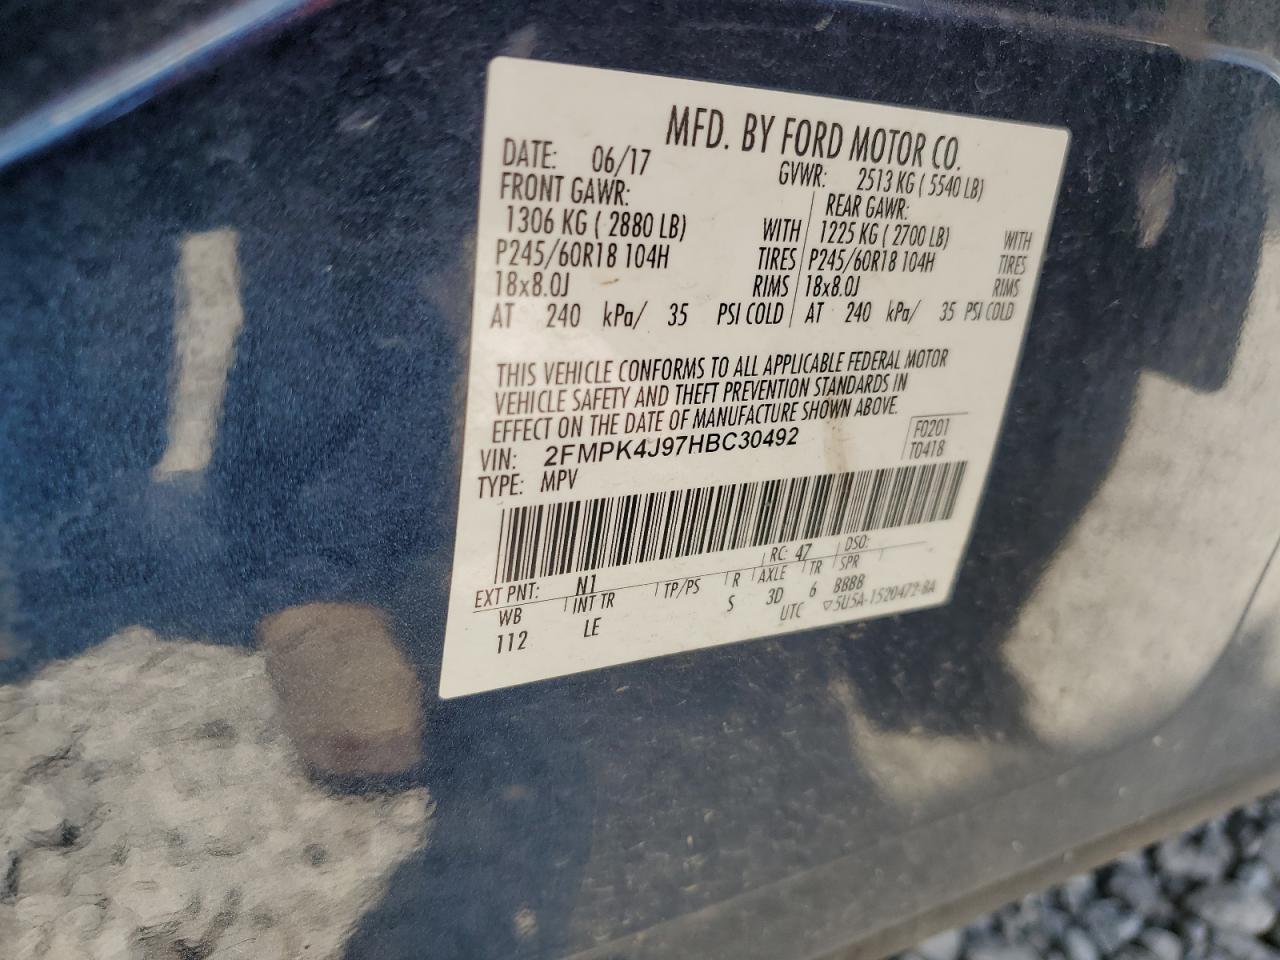 MFD. BY FORD MOTOR CO.
DATE: 06/17 GVWR: 2513 KG ( 5540 LB)
FRONT GAWR: REAR GAWR:
1306 KG ( 2880 LB) WITH 1225 KG ( 2700 LB) WITH
P245/60R18 104H TIRES P245/60R18 104H TIRES
18x8.0J RIMS 18x8.0J RIMS
AT 240 kPa/ 35 PSI COLD AT 240 kPa/ 35 PSI COLD
THIS VEHICLE CONFORMS TO ALL APPLICABLE FEDERAL MOTOR
VEHICLE SAFETY AND THEFT PREVENTION STANDARDS IN
EFFECT ON THE DATE OF MANUFACTURE SHOWN ABOVE.
VIN: 2FMPK4J97HBC30492 F0201
TYPE: MPV T0418
EXT PNT: N1 RC: 47 DSO:
WB INT TR TP/PS R AXLE TR SPR
112 LE S 3D 6 BBBB
UTC ▽5U5A-1520472-BA